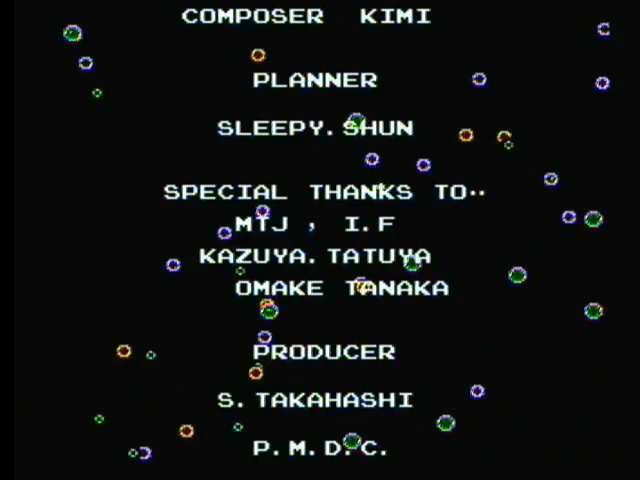 COMPOSER KIMI
PLANNER
SLEEPY.SHUN
SPECIAL THANKS TO··
MTJ , I.F
KAZUYA.TATUYA
OMAKE TANAKA
PRODUCER
S.TAKAHASHI
P.M.D.C.